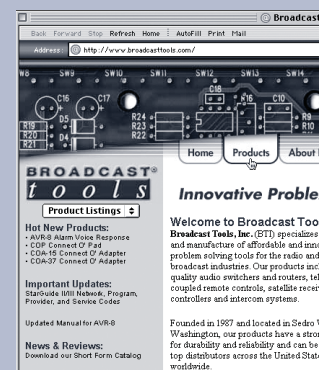 Broadcast
Back Forward Stop Refresh Home AutoFill Print Mail
Address: http://www.broadcasttools.com/
SW9 SW10 SW11 SW12 SW13 SW14
C18
C16 C17 H16 C10
R19 D5 R24
R20 D4 R23 R9
R21 R22 R10
Home Products About
BROADCAST®
tools
Product Listings
Innovative Proble
Hot New Products:
• AVR-8 Alarm Voice Response
• COP Connect O' Pad
• COA-15 Connect O' Adapter
• COA-37 Connect O' Adapter
Important Updates:
StarGuide II/III Network, Program,
Provider, and Service Codes
Updated Manual for AVR-8
News & Reviews:
Download our Short Form Catalog
Welcome to Broadcast Too
Broadcast Tools, Inc. (BTI) specializes
and manufacture of affordable and inno
problem solving tools for the radio and
broadcast industries. Our products incl
quality audio switchers and routers, tel
coupled remote controls, satellite recei
controllers and intercom systems.
Founded in 1987 and located in Sedro W
Washington, our products have a stron
for durability and reliability and can be
top distributors across the United State
worldwide.